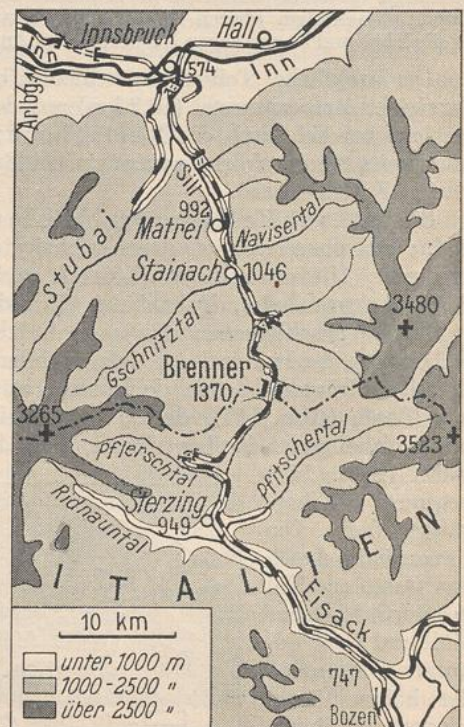 Innsbruck
Hall
Inn
Inn
574
Arlbg.
Sill
992
Matrei
Navisertal
Stubai
Stainach
1046
Gschnitztal
3480
Brenner
1370
3265
3523
Pflerschtal
Pfitschertal
Ridnauntal
Sterzing
949
ITALIEN
Eisack
10 km
747
unter 1000 m
1000-2500 "
über 2500 "
Bozen